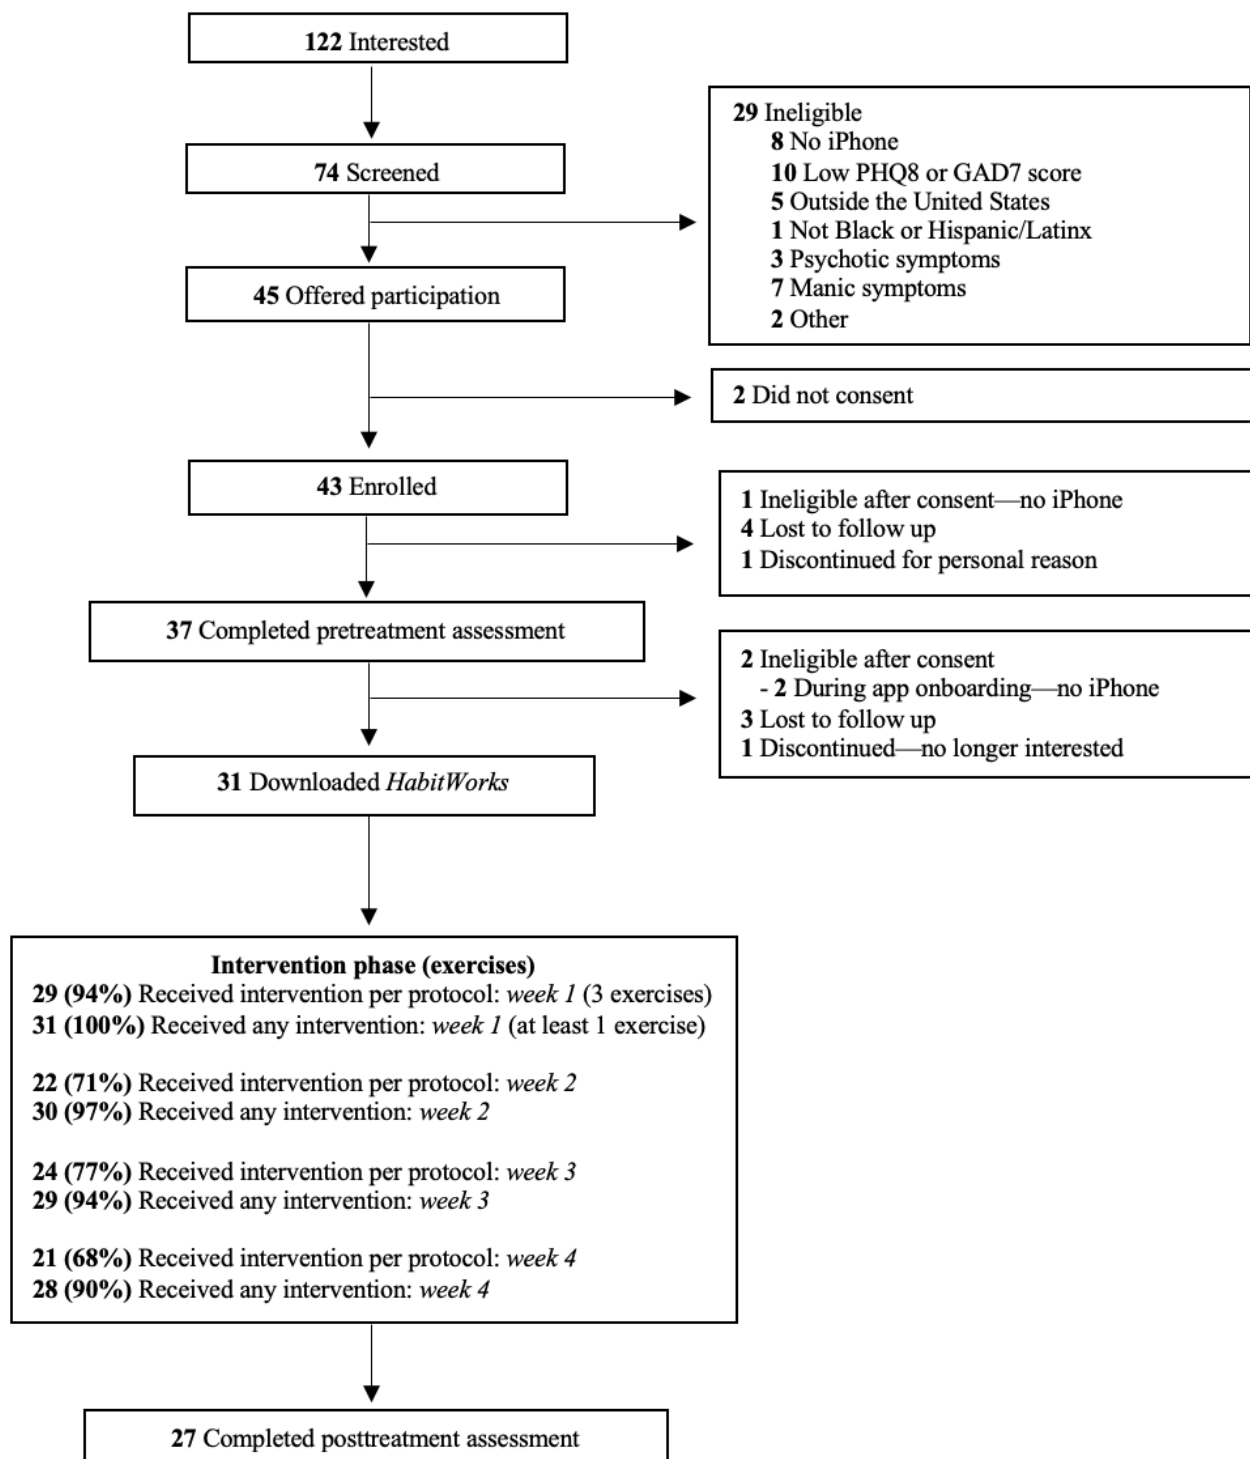 122 Interested
74 Screened
29 Ineligible
8 No iPhone
10 Low PHQ8 or GAD7 score
5 Outside the United States
1 Not Black or Hispanic/Latinx
3 Psychotic symptoms
7 Manic symptoms
2 Other
45 Offered participation
2 Did not consent
43 Enrolled
1 Ineligible after consent—no iPhone
4 Lost to follow up
1 Discontinued for personal reason
37 Completed pretreatment assessment
2 Ineligible after consent
- 2 During app onboarding—no iPhone
3 Lost to follow up
1 Discontinued—no longer interested
31 Downloaded HabitWorks
Intervention phase (exercises)
29 (94%) Received intervention per protocol: week 1 (3 exercises)
31 (100%) Received any intervention: week 1 (at least 1 exercise)
22 (71%) Received intervention per protocol: week 2
30 (97%) Received any intervention: week 2
24 (77%) Received intervention per protocol: week 3
29 (94%) Received any intervention: week 3
21 (68%) Received intervention per protocol: week 4
28 (90%) Received any intervention: week 4
27 Completed posttreatment assessment